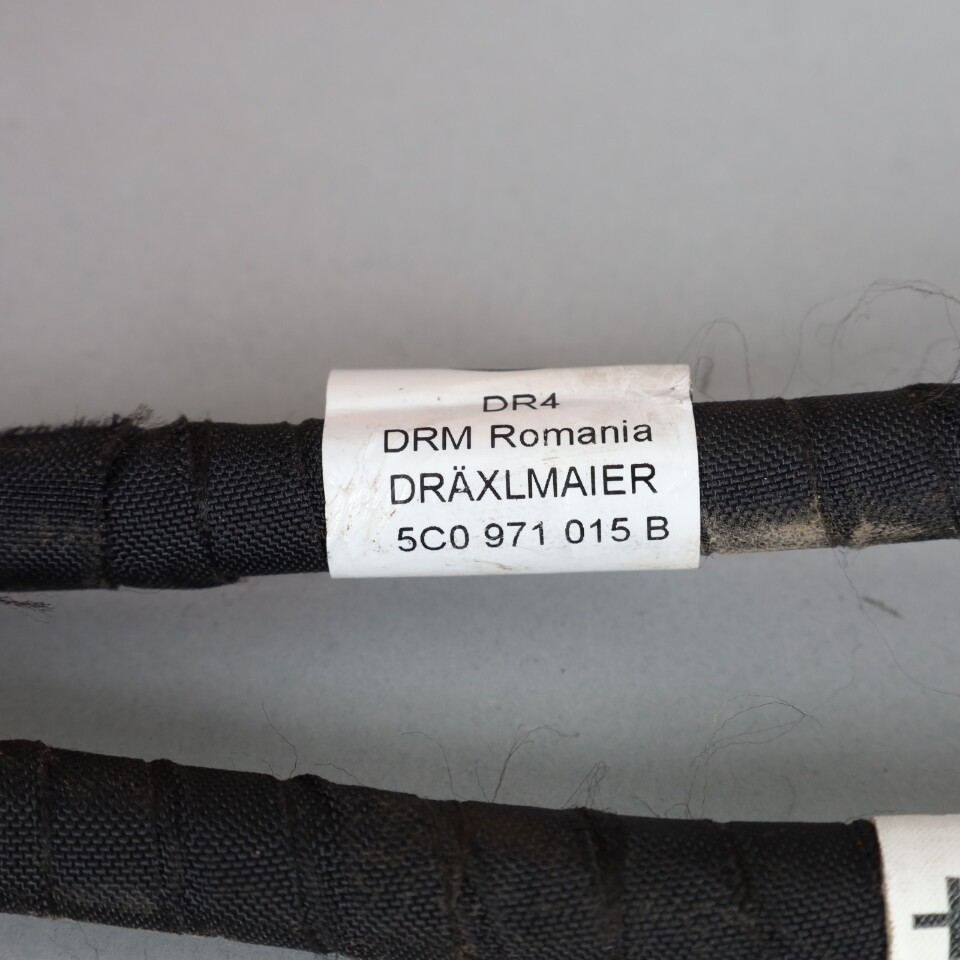 DR4
DRM Romania
DRÄXLMAIER
5C0 971 015 B